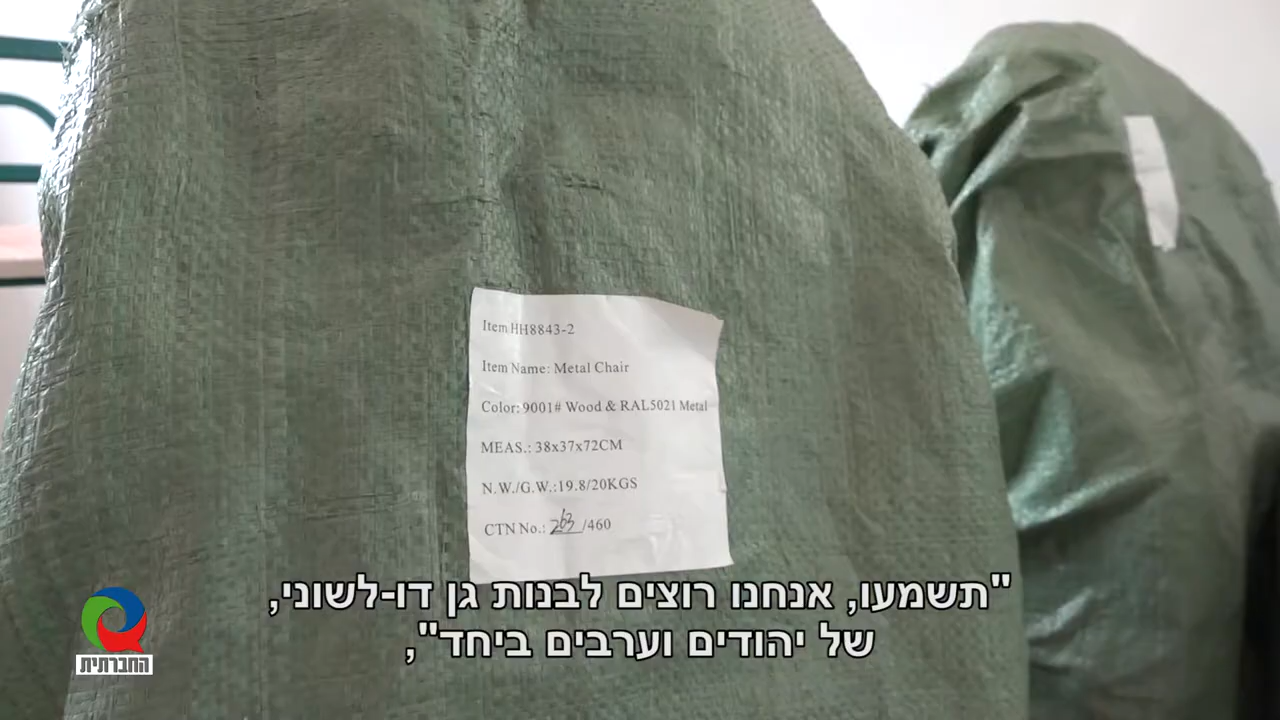 Item HH8843-2
Item Name: Metal Chair
Color: 9001# Wood & RAL5021 Metal
MEAS.: 38x37x72CM
N.W./G.W.:19.8/20KGS
CTN No.: 263 /460
"תשמעו, אנחנו רוצים לבנות גן דו-לשוני,
של יהודים וערבים ביחד",
החברתית